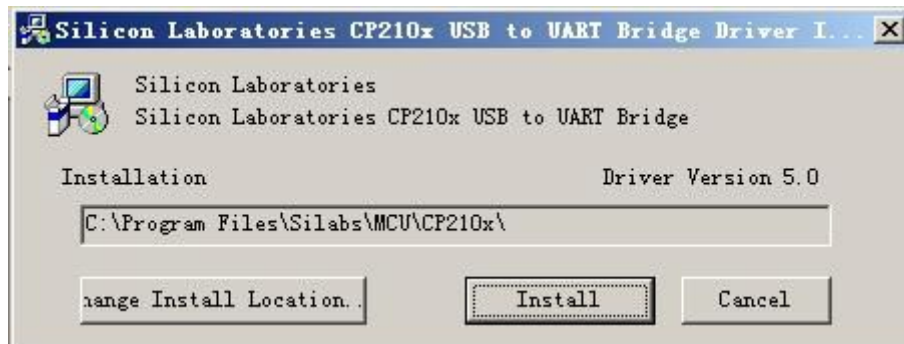 Silicon Laboratories CP210x USB to UART Bridge Driver I...
Silicon Laboratories
Silicon Laboratories CP210x USB to UART Bridge
Installation Driver Version 5.0
C:\Program Files\Silabs\MCU\CP210x\
hange Install Location.. Install Cancel